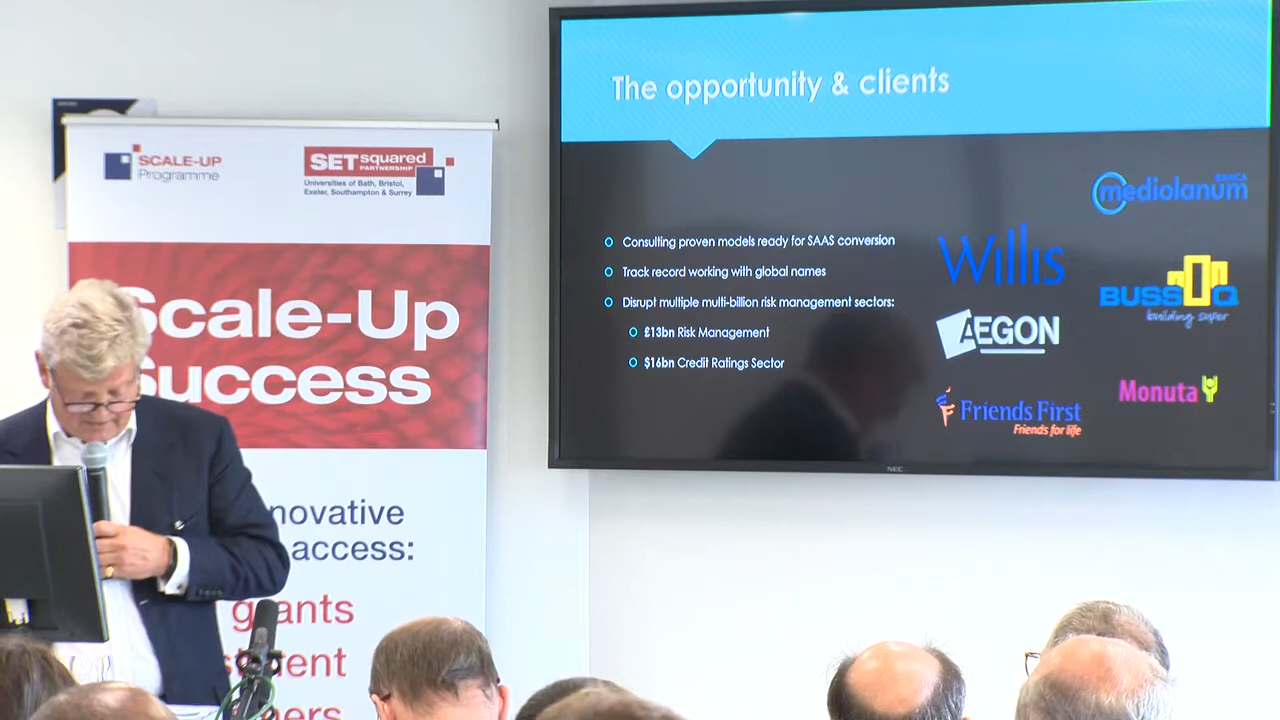 SCALE-UP
Programme
SETsquared
PARTNERSHIP
Universities of Bath, Bristol,
Exeter, Southampton & Surrey
Scale-Up
Success
novative
access:
grants
The opportunity & clients
Consulting proven models ready for SAAS conversion
Track record working with global names
Disrupt multiple multi-billion risk management sectors:
£13bn Risk Management
$16bn Credit Ratings Sector
BANCA
mediolanum
Willis
BUSSQ
building super
AEGON
Monuta
Friends First
Friends for life
NEC